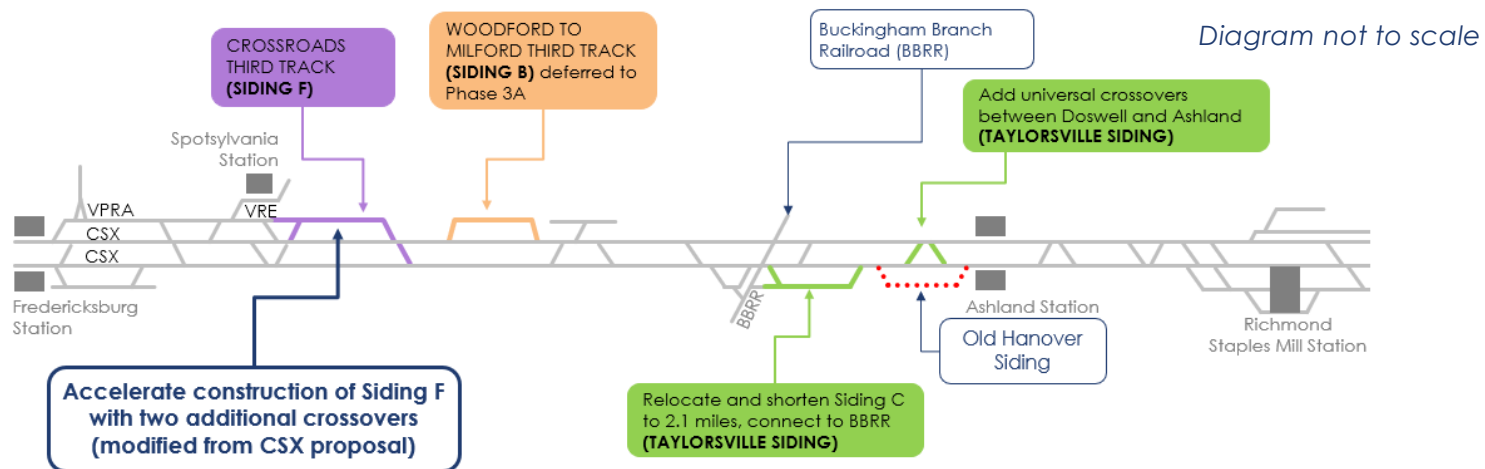 Diagram not to scale
CROSSROADS
THIRD TRACK
(SIDING F)
WOODFORD TO
MILFORD THIRD TRACK
(SIDING B) deferred to
Phase 3A
Buckingham Branch
Railroad (BBRR)
Add universal crossovers
between Doswell and Ashland
(TAYLORSVILLE SIDING)
Spotsylvania
Station
VPRA
VRE
CSX
CSX
Fredericksburg
Station
BBRR
Ashland Station
Richmond
Staples Mill Station
Old Hanover
Siding
Accelerate construction of Siding F
with two additional crossovers
(modified from CSX proposal)
Relocate and shorten Siding C
to 2.1 miles, connect to BBRR
(TAYLORSVILLE SIDING)